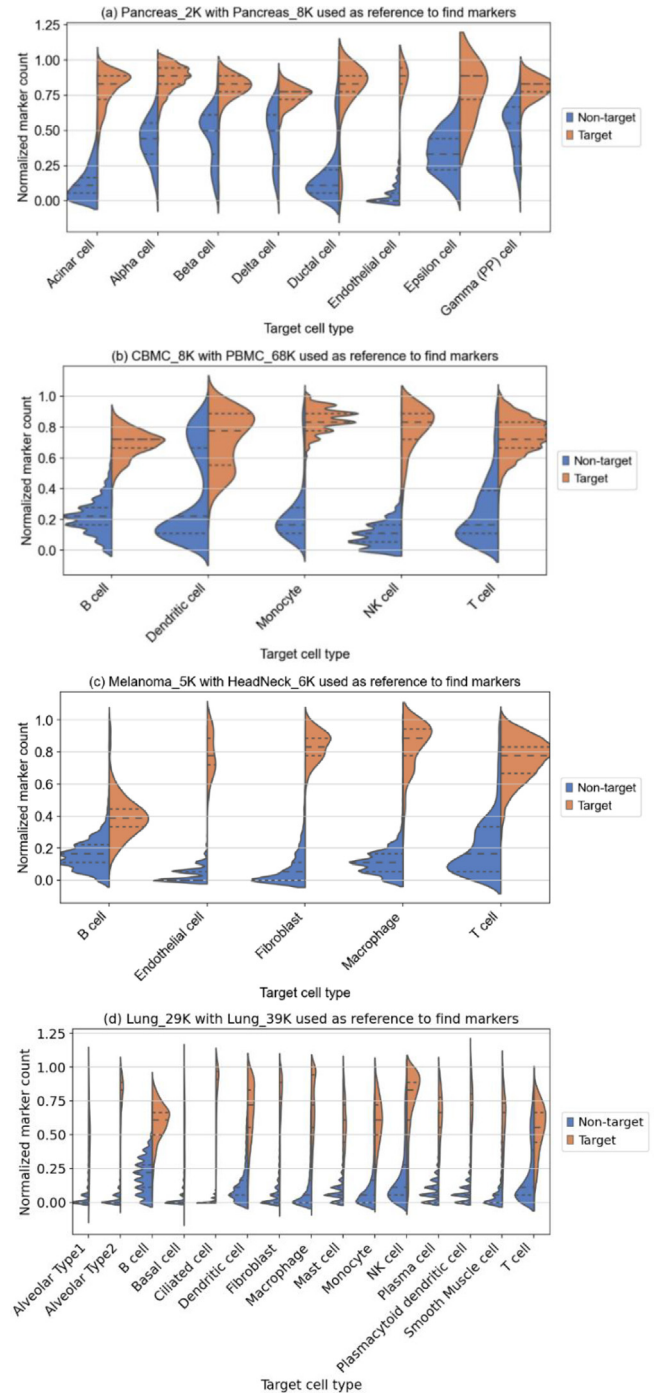 (a) Pancreas_2K with Pancreas_8K used as reference to find markers
Normalized marker count
1.25
1.00
0.75
0.50
0.25
0.00
Non-target
Target
Acinar cell
Alpha cell
Beta cell
Delta cell
Ductal cell
Endothelial cell
Epsilon cell
Gamma (PP) cell
Target cell type
(b) CBMC_8K with PBMC_68K used as reference to find markers
Normalized marker count
1.0
0.8
0.6
0.4
0.2
0.0
Non-target
Target
B cell
Dendritic cell
Monocyte
NK cell
T cell
Target cell type
(c) Melanoma_5K with HeadNeck_6K used as reference to find markers
Normalized marker count
1.0
0.8
0.6
0.4
0.2
0.0
Non-target
Target
B cell
Endothelial cell
Fibroblast
Macrophage
T cell
Target cell type
(d) Lung_29K with Lung_39K used as reference to find markers
Normalized marker count
1.25
1.00
0.75
0.50
0.25
0.00
Non-target
Target
Alveolar Type1
Alveolar Type2
B cell
Basal cell
Ciliated cell
Dendritic cell
Fibroblast
Macrophage
Mast cell
Monocyte
NK cell
Plasma cell
Plasmacytoid dendritic cell
Smooth Muscle cell
T cell
Target cell type